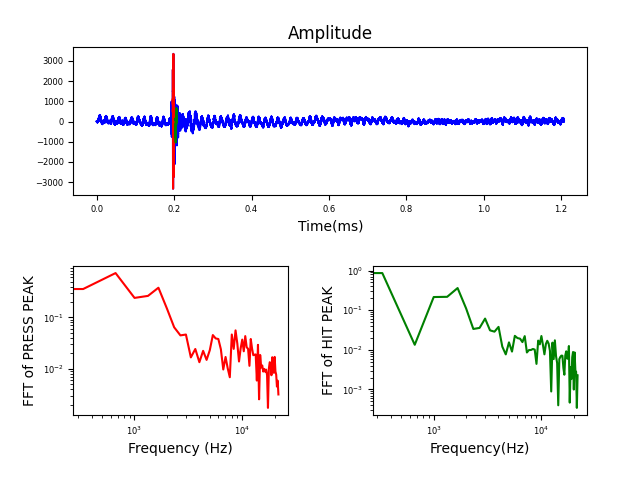 Amplitude
3000
2000
1000
0
−1000
−2000
−3000
0.0 0.2 0.4 0.6 0.8 1.0 1.2
Time(ms)
FFT of PRESS PEAK
10⁻¹
10⁻²
10³ 10⁴
Frequency (Hz)
FFT of HIT PEAK
10⁰
10⁻¹
10⁻²
10⁻³
10³ 10⁴
Frequency(Hz)